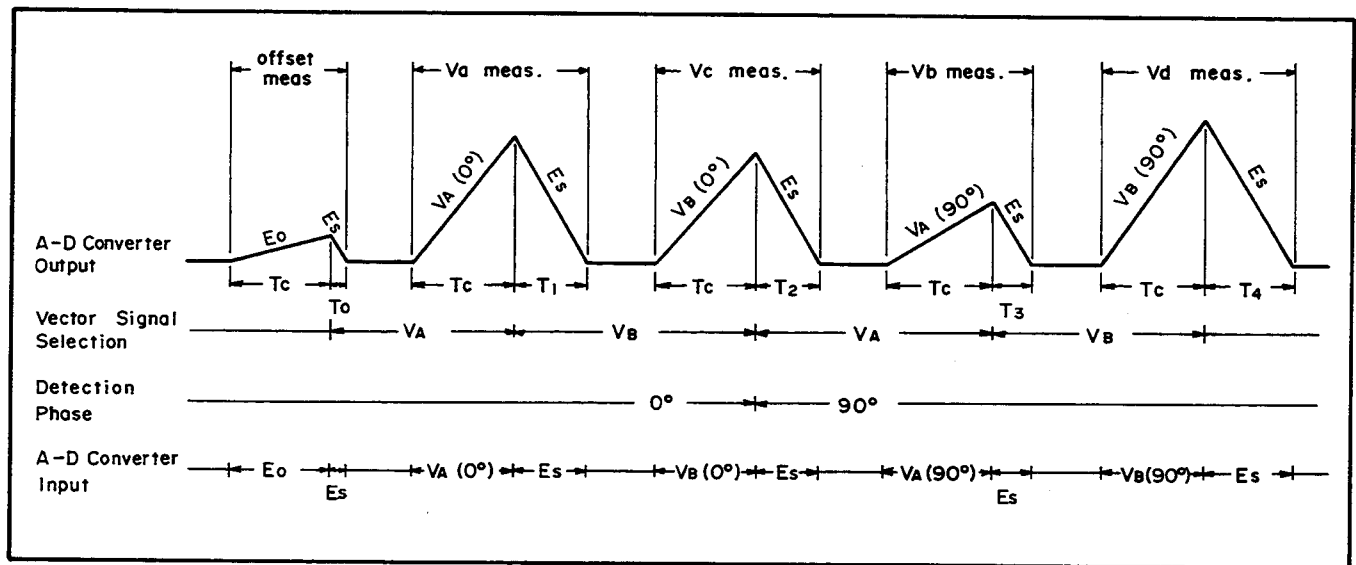 offset
meas
Va meas.
Vc meas.
Vb meas.
Vd meas.
A-D Converter
Output
Eo
Es
VA (0°)
Es
VB (0°)
Es
VA (90°)
Es
VB (90°)
Es
Tc
To
Tc
T1
Tc
T2
Tc
T3
Tc
T4
Vector Signal
Selection
VA
VB
VA
VB
Detection
Phase
0°
90°
A-D Converter
Input
Eo
Es
VA (0°)
Es
VB (0°)
Es
VA (90°)
Es
VB (90°)
Es